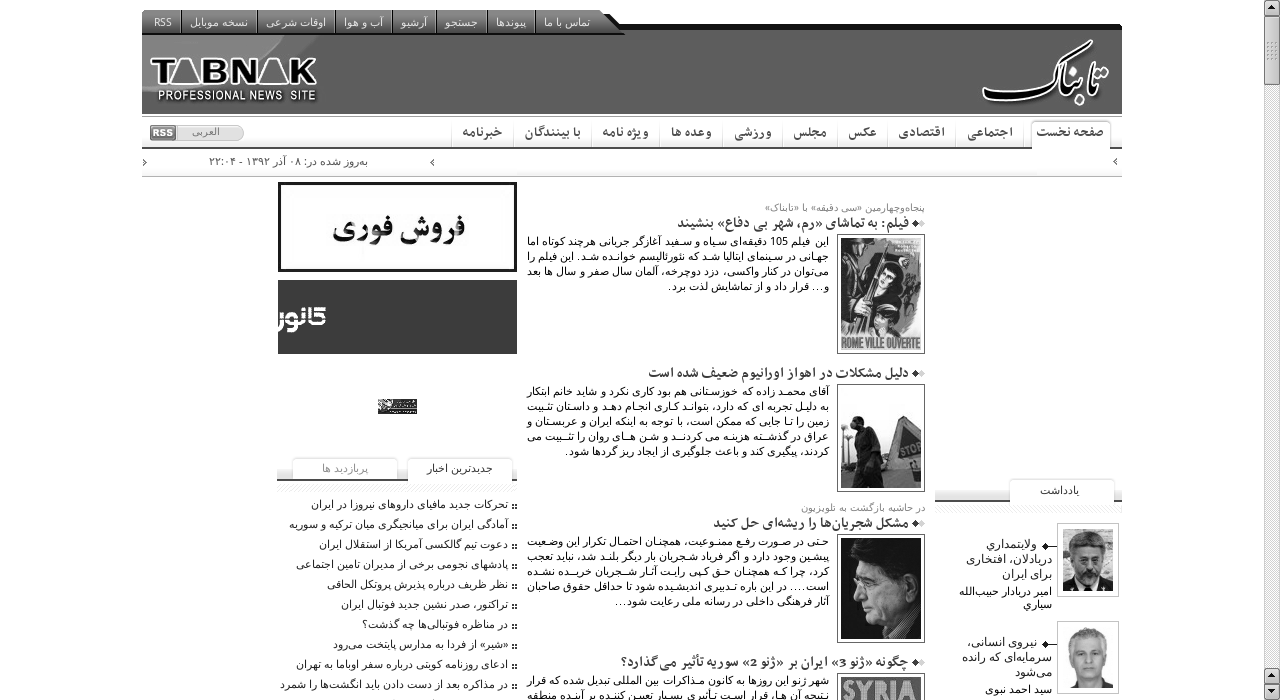 تماس با ما
پیوندها
جستجو
آرشیو
آب و هوا
اوقات شرعی
نسخه موبایل
RSS
تابناک
TABNAK
PROFESSIONAL NEWS SITE
صفحه نخست
اجتماعی
اقتصادی
عکس
مجلس
ورزشی
وعده ها
ویژه نامه
با بینندگان
خبرنامه
العربی
RSS
به‌روز شده در: ۰۸ آذر ۱۳۹۲ - ۲۲:۰۴
پنجاه‌وچهارمین «سی دقیقه» با «تابناک»
فیلم: به تماشای «رم، شهر بی دفاع» بنشیند
این فیلم 105 دقیقه‌ای سیاه و سفید آغازگر جریانی هرچند کوتاه اما
جهانی در سینمای ایتالیا شد که نئورئالیسم خوانده شد. این فیلم را
می‌توان در کنار واکسی، دزد دوچرخه، آلمان سال صفر و سال ها بعد
و... قرار داد و از تماشایش لذت برد.
ROME VILLE OUVERTE
دلیل مشکلات در اهواز اورانیوم ضعیف شده است
آقای محمد زاده که خوزستانی هم بود کاری نکرد و شاید خانم ابتکار
به دلیل تجربه ای که دارد، بتواند کاری انجام دهد و داستان تثبیت
زمین را تا جایی که ممکن است، با توجه به اینکه ایران و عربستان و
عراق در گذشته هزینه می کردند و شن های روان را تثبیت می
کردند، پیگیری کند و باعث جلوگیری از ایجاد ریز گردها شود.
STOP
در حاشیه بازگشت به تلویزیون
مشکل شجریان‌ها را ریشه‌ای حل کنید
حتی در صورت رفع ممنوعیت، همچنان احتمال تکرار این وضعیت
پیشین وجود دارد و اگر فریاد شجریان بار دیگر بلند شد، نباید تعجب
کرد، چرا که همچنان حق کپی رایت آثار شجریان خریده نشده
است.... در این باره تدبیری اندیشیده شود تا حداقل حقوق صاحبان
آثار فرهنگی داخلی در رسانه ملی رعایت شود...
چگونه «ژنو 3» ایران بر «ژنو 2» سوریه تأثیر می‌گذارد؟
شهر ژنو این روزها به کانون مذاکرات بین المللی تبدیل شده که قرار
نتیجه آن ها، قرار است تأثیری بسیار تعیین کننده بر آینده منطقه
SYRIA
فروش فوری
کانور
جدیدترین اخبار
پربازدید ها
تحرکات جدید مافیای داروهای نیروزا در ایران
آمادگی ایران برای میانجیگری میان ترکیه و سوریه
دعوت تیم گالکسی آمریکا از استقلال ایران
پادشهای نجومی برخی از مدیران تامین اجتماعی
نظر ظریف درباره پذیرش پروتکل الحاقی
تراکتور، صدر نشین جدید فوتبال ایران
در مناظره فوتبالی‌ها چه گذشت؟
«شیر» از فردا به مدارس پایتخت می‌رود
ادعای روزنامه کویتی درباره سفر اوباما به تهران
در مذاکره بعد از دست دادن باید انگشت‌ها را شمرد
یادداشت
ولایتمداري
دریادلان، افتخاری
برای ایران
امیر دریادار حبیب‌الله
سیاري
نیروی انسانی،
سرمایه‌ای که رانده
می‌شود
سید احمد نبوی